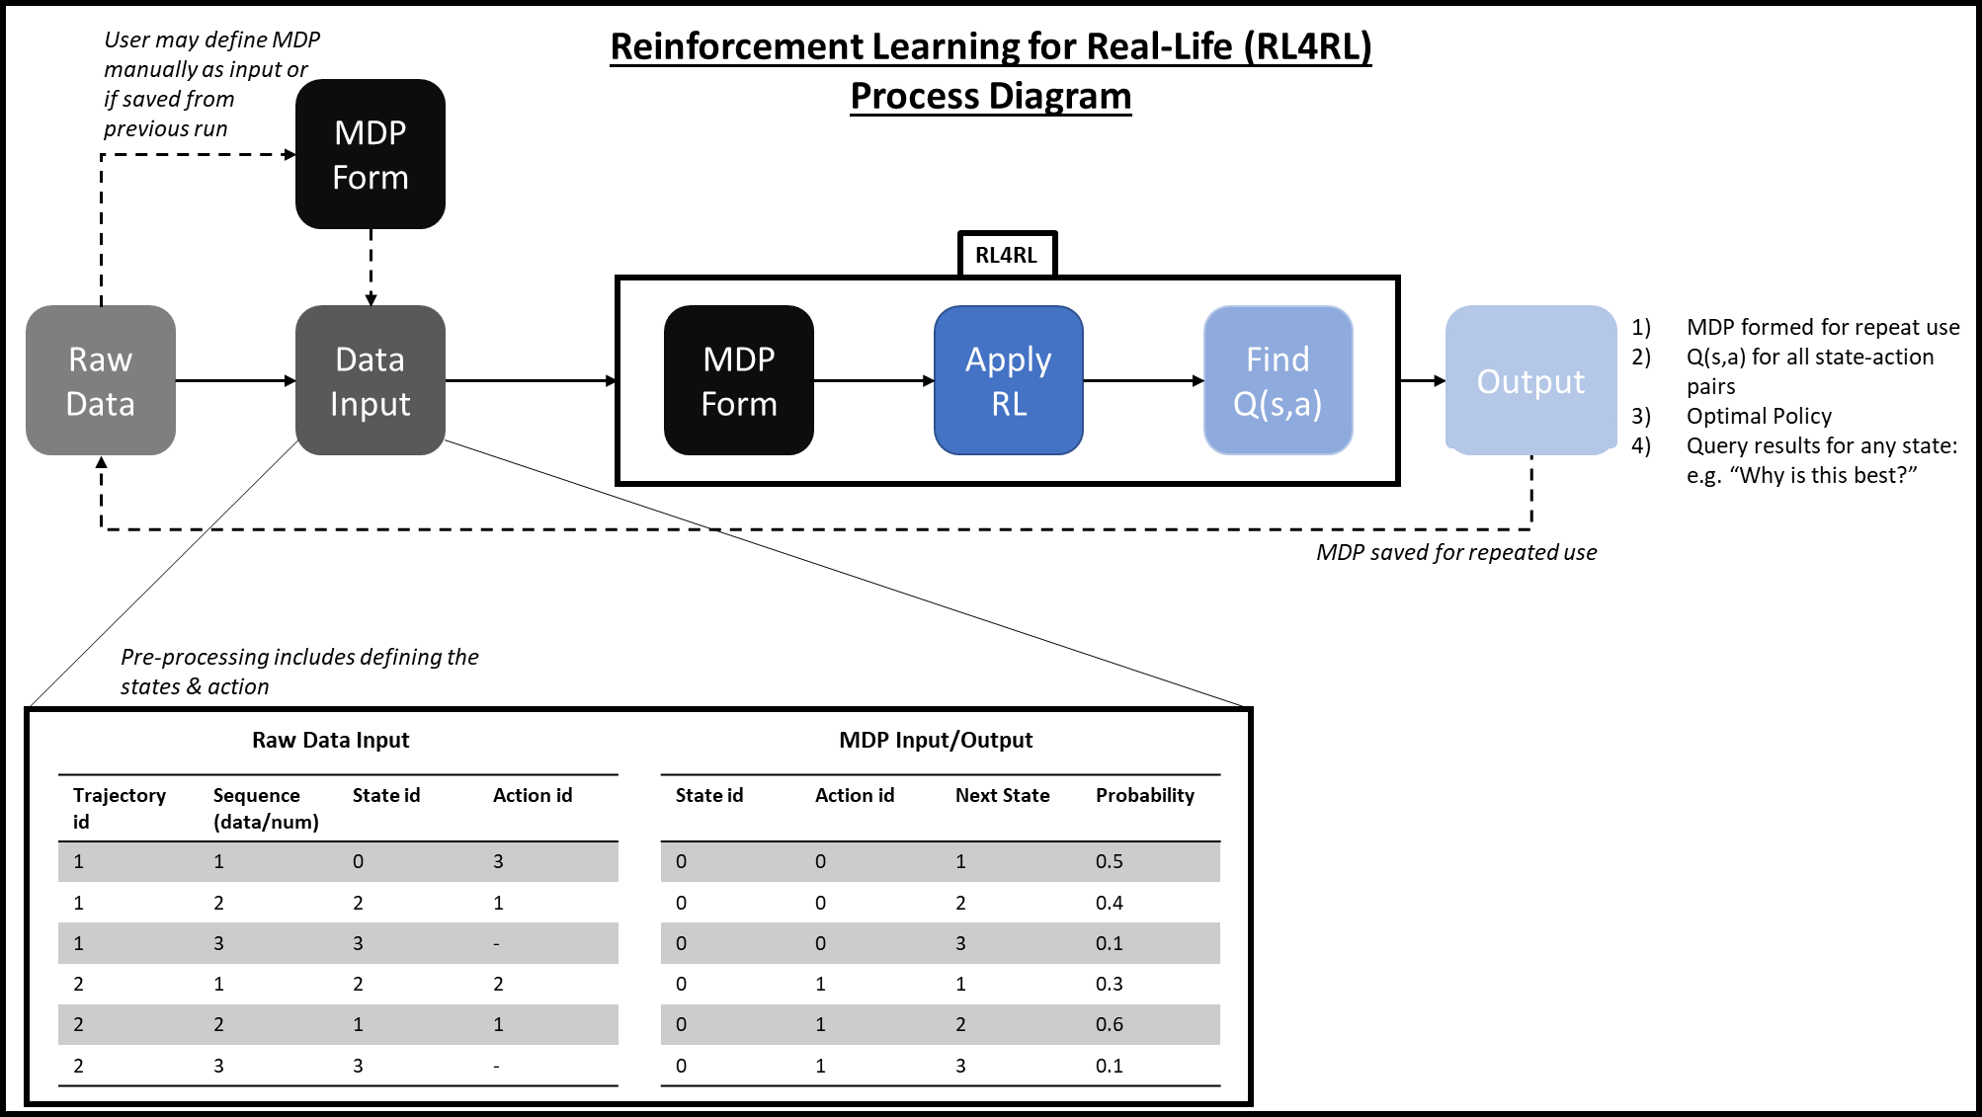 Reinforcement Learning for Real-Life (RL4RL)
Process Diagram
User may define MDP
manually as input or
if saved from
previous run
MDP
Form
RL4RL
Raw
Data
Data
Input
MDP
Form
Apply
RL
Find
Q(s,a)
Output
1) MDP formed for repeat use
2) Q(s,a) for all state-action
pairs
3) Optimal Policy
4) Query results for any state:
e.g. “Why is this best?”
MDP saved for repeated use
Pre-processing includes defining the
states & action
Raw Data Input
Trajectory Sequence State id Action id
id (data/num)
1 1 0 3
1 2 2 1
1 3 3 -
2 1 2 2
2 2 1 1
2 3 3 -
MDP Input/Output
State id Action id Next State Probability
0 0 1 0.5
0 0 2 0.4
0 0 3 0.1
0 1 1 0.3
0 1 2 0.6
0 1 3 0.1